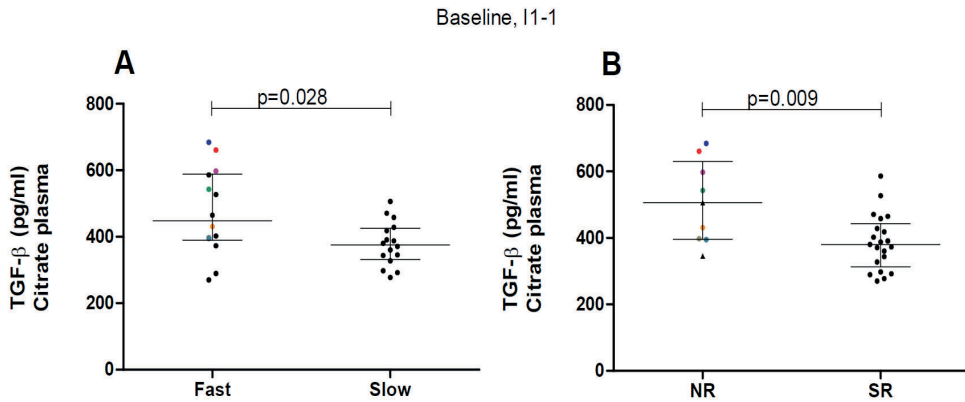 Baseline, I1-1
A
p=0.028
800
600
400
200
0
TGF-β (pg/ml)
Citrate plasma
Fast
Slow
B
p=0.009
800
600
400
200
0
TGF-β (pg/ml)
Citrate plasma
NR
SR